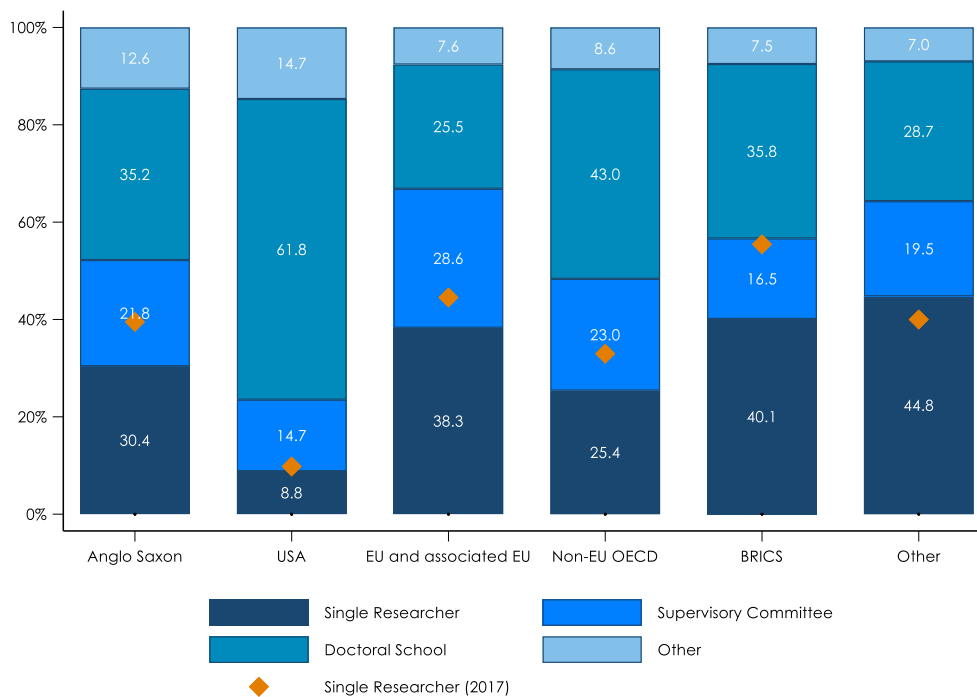 100%
80%
60%
40%
20%
0%
12.6
14.7
7.6
8.6
7.5
7.0
35.2
61.8
25.5
43.0
35.8
28.7
21.8
14.7
28.6
23.0
16.5
19.5
30.4
8.8
38.3
25.4
40.1
44.8
Anglo Saxon
USA
EU and associated EU
Non-EU OECD
BRICS
Other
Single Researcher
Supervisory Committee
Doctoral School
Other
Single Researcher (2017)